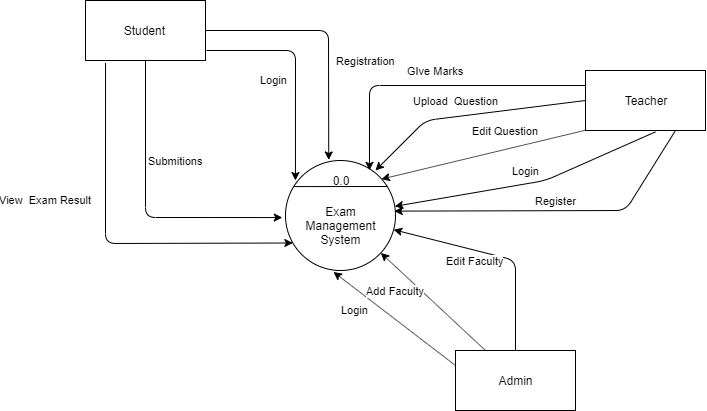 Student
Registration
Login
GIve Marks
Upload  Question
Teacher
Edit Question
Submitions
Login
0.0
View  Exam Result
Register
Exam
Management
System
Edit Faculty
Add Faculty
Login
Admin